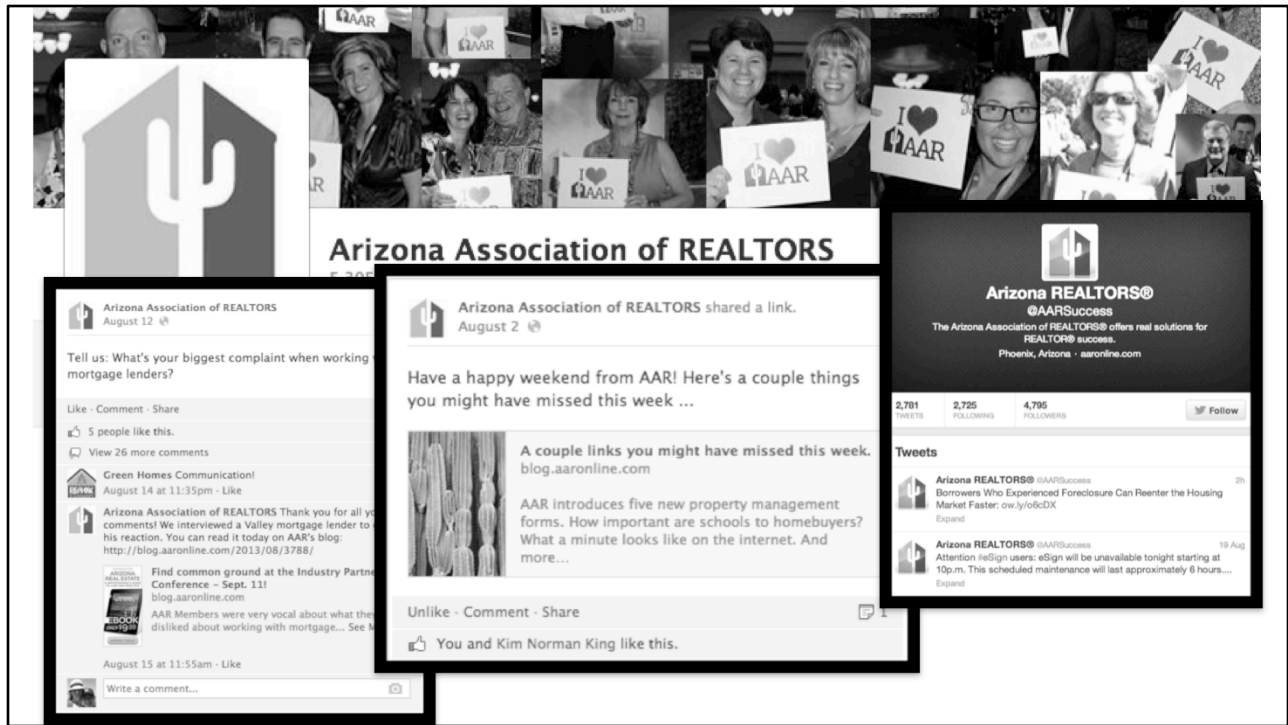 I ♥ AAR
I ♥ AAR
I ♥ AAR
I ♥ AAR
I ♥ AAR
I ♥ AAR
Arizona Association of REALTORS
Arizona Association of REALTORS
August 12
Tell us: What's your biggest complaint when working
mortgage lenders?
Like · Comment · Share
5 people like this.
View 26 more comments
Green Homes Communication!
August 14 at 11:35pm · Like
Arizona Association of REALTORS Thank you for all
comments! We interviewed a Valley mortgage lender to
his reaction. You can read it today on AAR's blog:
http://blog.aaronline.com/2013/08/3788/
Find common ground at the Industry Partne
Conference – Sept. 11!
blog.aaronline.com
AAR Members were very vocal about what they
disliked about working with mortgage... See M
August 15 at 11:55am · Like
Write a comment...
RE/MAX
ARIZONA
REAL ESTATE
EBOOK
Arizona Association of REALTORS shared a link.
August 2
Have a happy weekend from AAR! Here's a couple things
you might have missed this week ...
A couple links you might have missed this week.
blog.aaronline.com
AAR introduces five new property management
forms. How important are schools to homebuyers?
What a minute looks like on the internet. And
more...
Unlike · Comment · Share 1
You and Kim Norman King like this.
Arizona REALTORS®
@AARSuccess
The Arizona Association of REALTORS® offers real solutions for
REALTOR® success.
Phoenix, Arizona · aaronline.com
2,781 2,725 4,795
TWEETS FOLLOWING FOLLOWERS
Follow
Tweets
Arizona REALTORS® @AARSuccess 2h
Borrowers Who Experienced Foreclosure Can Reenter the Housing
Market Faster: ow.ly/o6cDX
Expand
Arizona REALTORS® @AARSuccess 19 Aug
Attention #eSign users: eSign will be unavailable tonight starting at
10p.m. This scheduled maintenance will last approximately 6 hours....
Expand